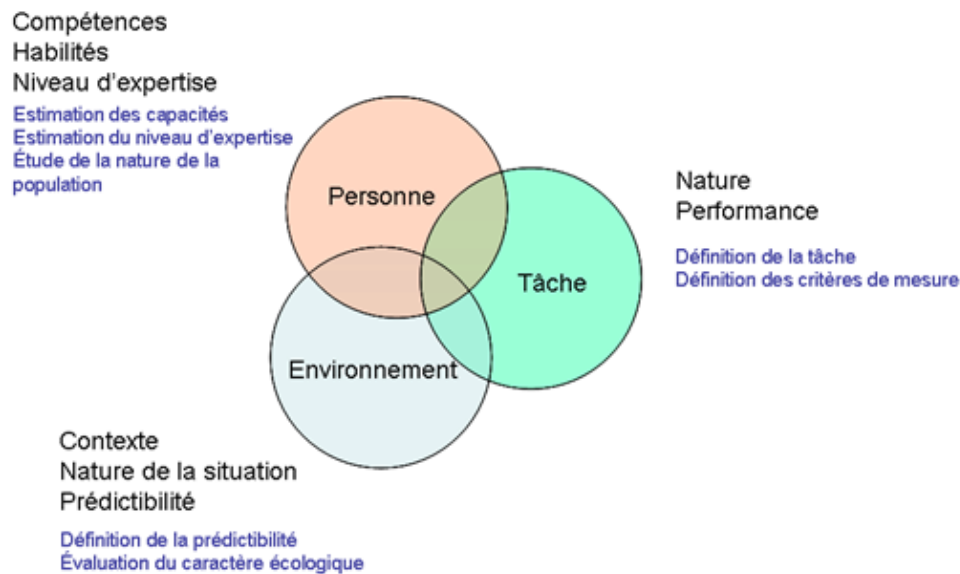 Compétences
Habilités
Niveau d'expertise
Estimation des capacités
Estimation du niveau d'expertise
Étude de la nature de la
population
Personne
Nature
Performance
Définition de la tâche
Définition des critères de mesure
Tâche
Environnement
Contexte
Nature de la situation
Prédictibilité
Définition de la prédictibilité
Évaluation du caractère écologique